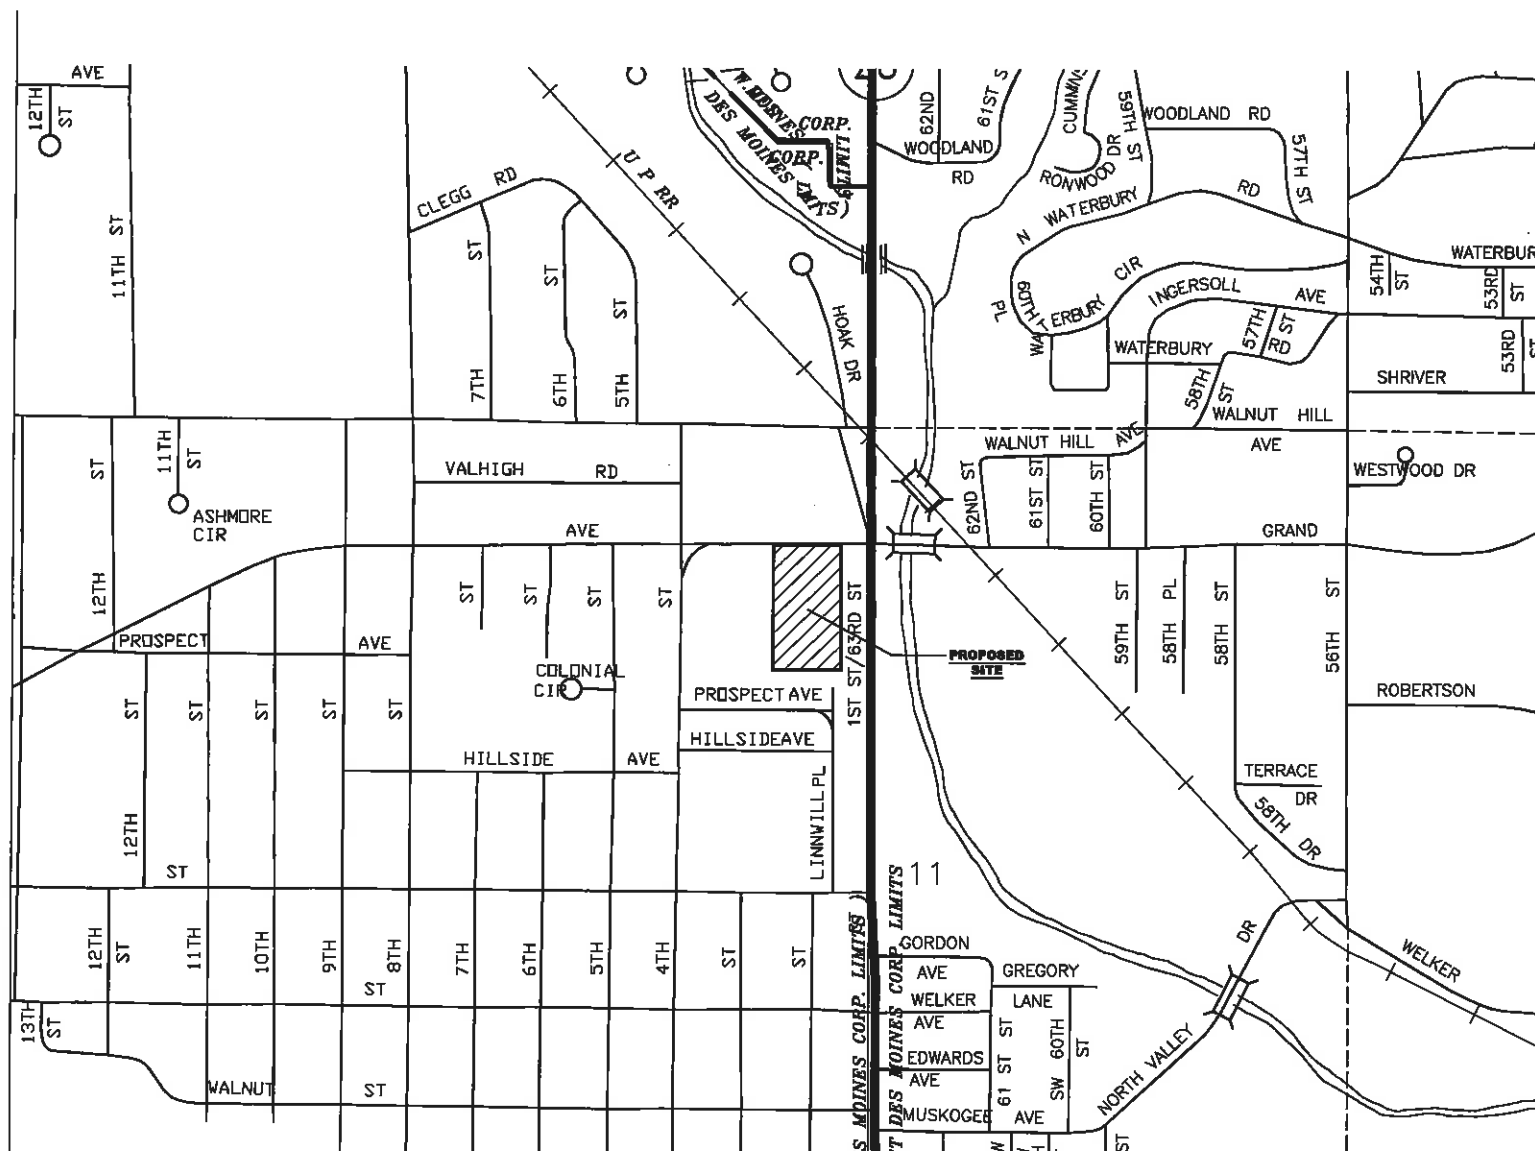 AVE
12TH ST
11TH ST
CLEGG RD
U P RR
7TH ST
6TH ST
5TH ST
HOAK DR
W.
DES MOINES
CORP.
CORP.
LIMITS
62ND
61ST S
WOODLAND
RD
CUMMIN
59TH ST
RONWOOD DR
WOODLAND RD
57TH ST
N WATERBURY RD
WATERBUR
60TH
PL
WATERBURY CIR
INGERSOLL AVE
54TH ST
53RD ST
57TH ST
RD
WATERBURY
58TH ST
53RD
ST
SHRIVER
WALNUT HILL
AVE
WALNUT HILL AVE
WESTWOOD DR
12TH ST
11TH ST
ASHMORE
CIR
VALHIGH RD
AVE
62ND ST
61ST ST
60TH ST
GRAND
PROSPECT AVE
ST
ST
ST
ST
COLONIAL
CIR
1ST ST/63RD ST
PROPOSED
SITE
59TH ST
58TH PL
58TH ST
56TH ST
ROBERTSON
12TH ST
ST
ST
ST
ST
PROSPECT AVE
HILLSIDE AVE
HILLSIDE AVE
LINNWILL PL
TERRACE
DR
58TH DR
ST
11
12TH
ST
11TH
10TH
9TH
8TH
7TH
6TH
5TH
4TH
ST
ST
ST
S MOINES CORP. LIMITS )
T DES MOINES CORP. LIMITS
GORDON
AVE
GREGORY
LANE
WELKER
AVE
EDWARDS
AVE
MUSKOGEE AVE
61 ST ST
SW 60TH ST
NORTH VALLEY DR
WELKER
13TH ST
WALNUT ST
W
ST